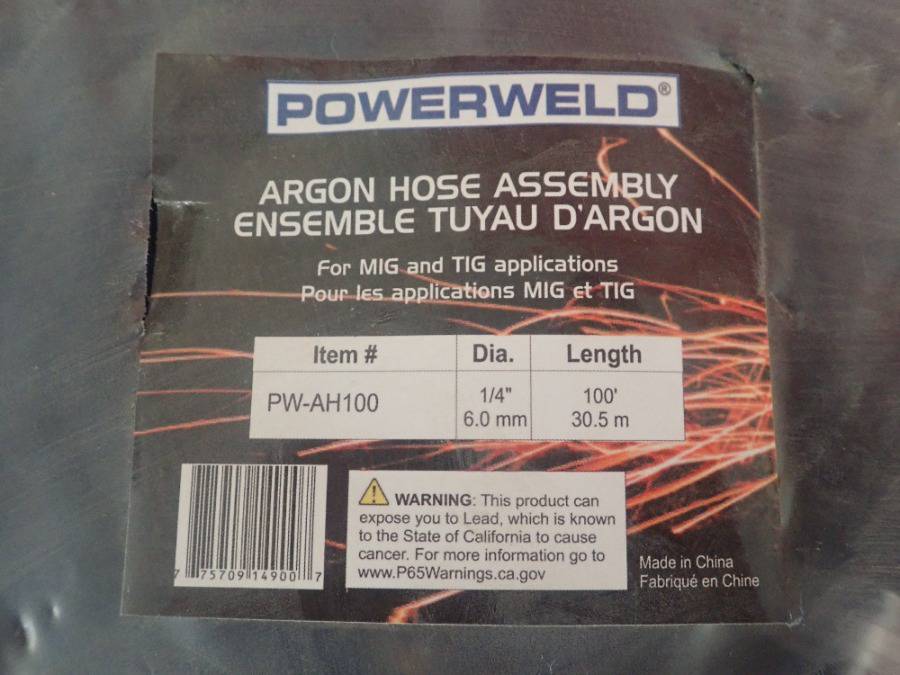 POWERWELD®
ARGON HOSE ASSEMBLY
ENSEMBLE TUYAU D'ARGON
For MIG and TIG applications
Pour les applications MIG et TIG
Item # Dia. Length
PW-AH100 1/4" 100'
6.0 mm 30.5 m
7 75709 14900 7
WARNING: This product can
expose you to Lead, which is known
to the State of California to cause
cancer. For more information go to
www.P65Warnings.ca.gov
Made in China
Fabriqué en Chine